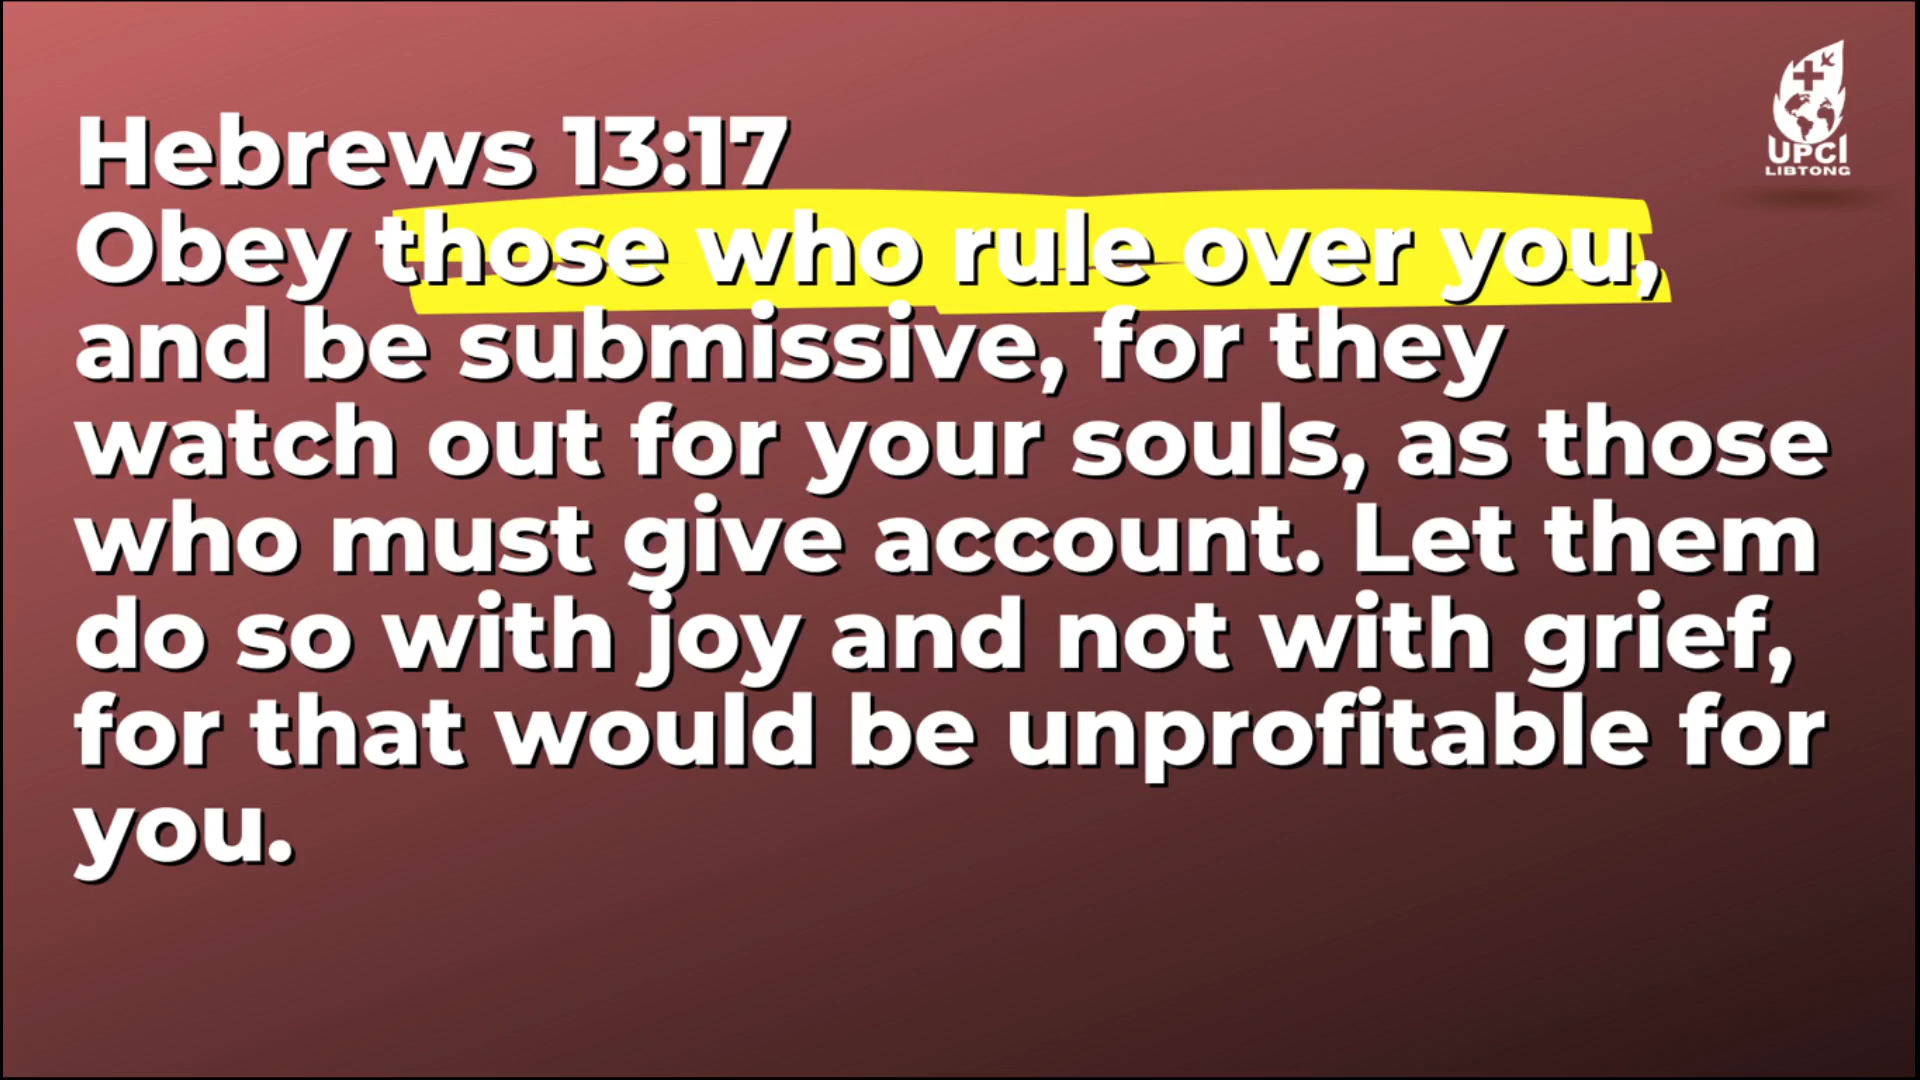 UPCI
LIBTONG
Hebrews 13:17
Obey those who rule over you,
and be submissive, for they
watch out for your souls, as those
who must give account. Let them
do so with joy and not with grief,
for that would be unprofitable for
you.